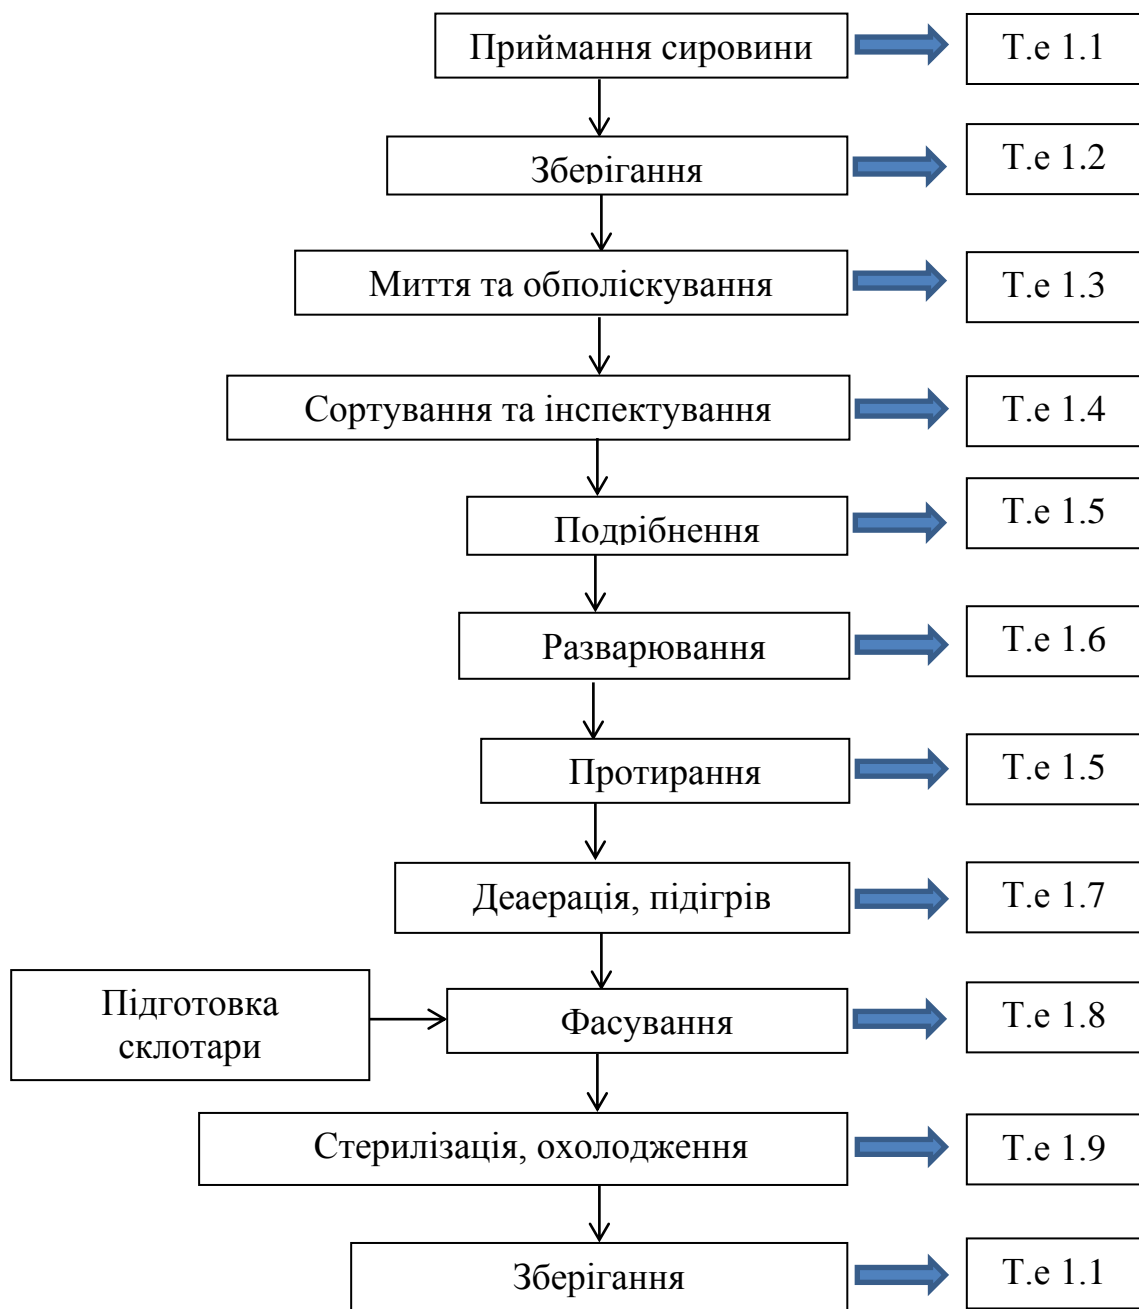 Приймання сировини
Т.е 1.1
Зберігання
Т.е 1.2
Миття та обполіскування
Т.е 1.3
Сортування та інспектування
Т.е 1.4
Подрібнення
Т.е 1.5
Разварювання
Т.е 1.6
Протирання
Т.е 1.5
Деаерація, підігрів
Т.е 1.7
Підготовка
склотари
Фасування
Т.е 1.8
Стерилізація, охолодження
Т.е 1.9
Зберігання
Т.е 1.1